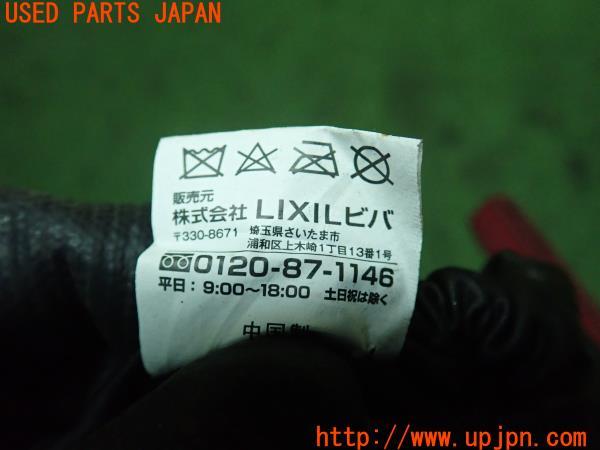 USED PARTS JAPAN
販売元
株式会社 LIXILビバ
〒330-8671 埼玉県さいたま市
浦和区上木崎1丁目13番1号
0120-87-1146
平日:9:00〜18:00 土日祝は除く
中国製
http://www.upjpn.com